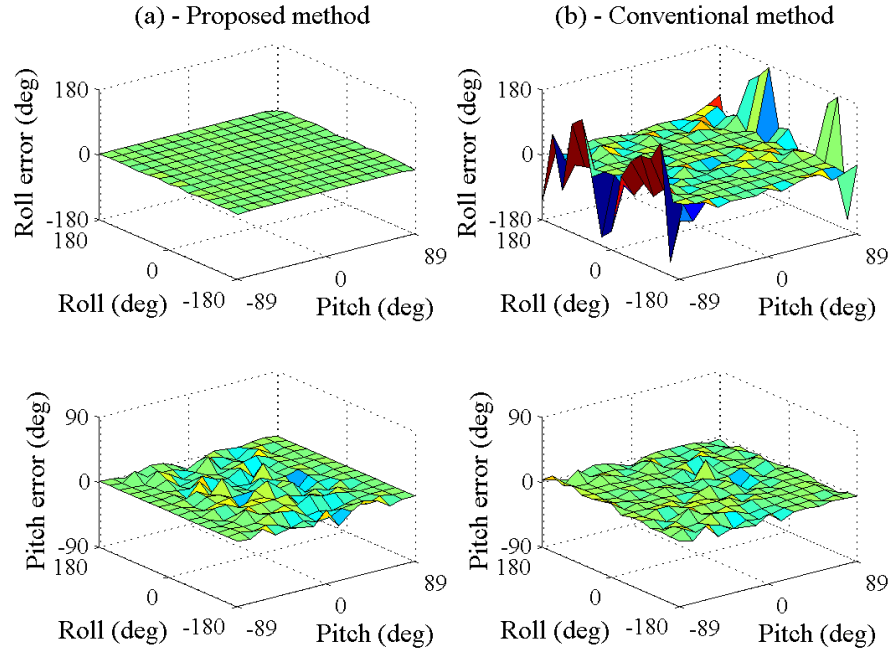 (a) - Proposed method
(b) - Conventional method
Roll error (deg)
180
0
-180
180
0
-180
Roll (deg)
-89
0
89
Pitch (deg)
Roll error (deg)
180
0
-180
180
0
-180
Roll (deg)
-89
0
89
Pitch (deg)
Pitch error (deg)
90
0
-90
180
0
-180
Roll (deg)
-89
0
89
Pitch (deg)
Pitch error (deg)
90
0
-90
180
0
-180
Roll (deg)
-89
0
89
Pitch (deg)